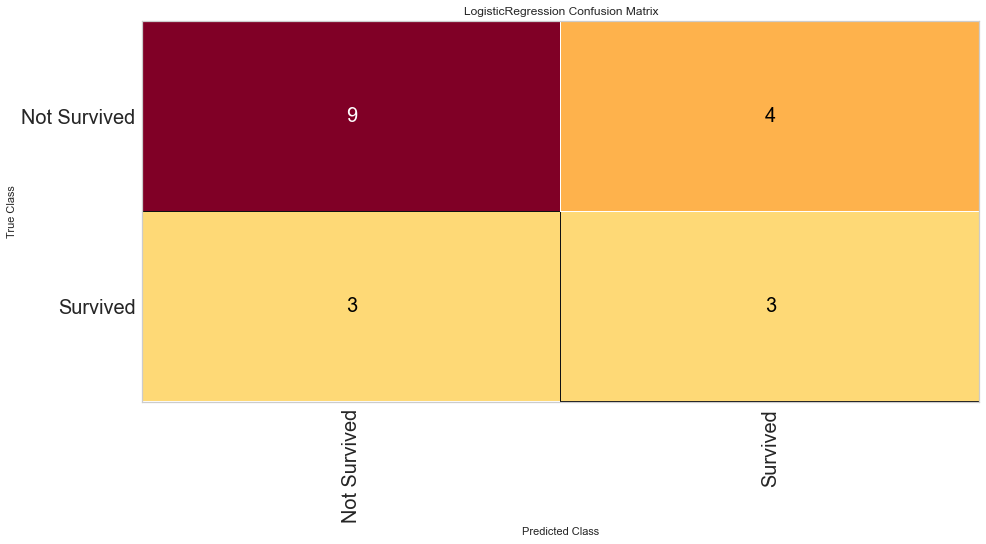 LogisticRegression Confusion Matrix
True Class
Not Survived
9
4
Survived
3
3
Not Survived
Survived
Predicted Class